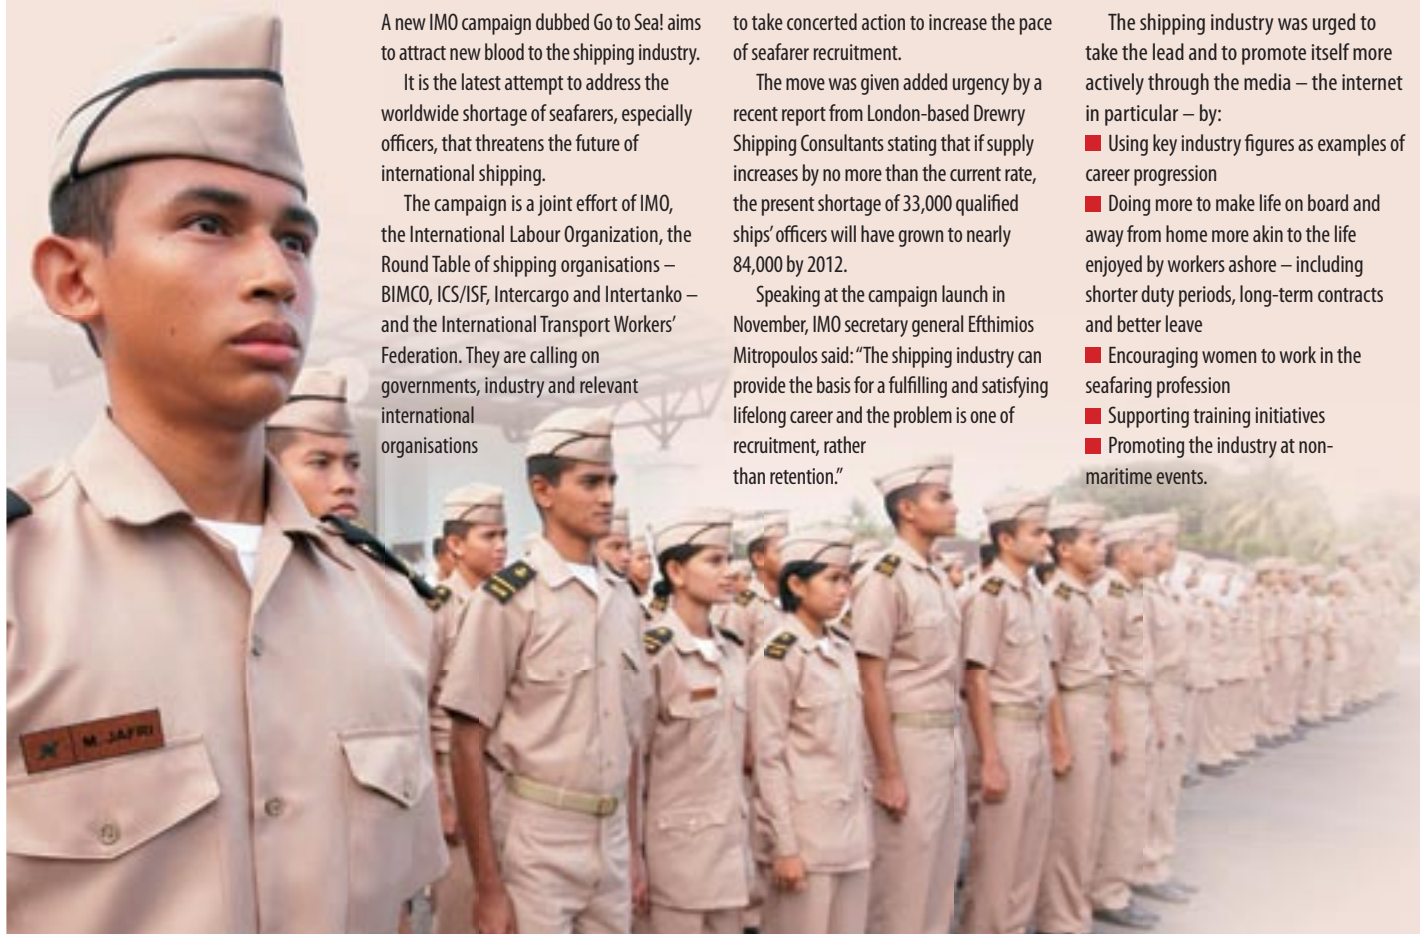 A new IMO campaign dubbed Go to Sea! aims
to attract new blood to the shipping industry.
It is the latest attempt to address the
worldwide shortage of seafarers, especially
officers, that threatens the future of
international shipping.
The campaign is a joint effort of IMO,
the International Labour Organization, the
Round Table of shipping organisations –
BIMCO, ICS/ISF, Intercargo and Intertanko –
and the International Transport Workers’
Federation. They are calling on
governments, industry and relevant
international
organisations
to take concerted action to increase the pace
of seafarer recruitment.
The move was given added urgency by a
recent report from London-based Drewry
Shipping Consultants stating that if supply
increases by no more than the current rate,
the present shortage of 33,000 qualified
ships’ officers will have grown to nearly
84,000 by 2012.
Speaking at the campaign launch in
November, IMO secretary general Efthimios
Mitropoulos said: “The shipping industry can
provide the basis for a fulfilling and satisfying
lifelong career and the problem is one of
recruitment, rather
than retention.”
The shipping industry was urged to
take the lead and to promote itself more
actively through the media – the internet
in particular – by:
■ Using key industry figures as examples of
career progression
■ Doing more to make life on board and
away from home more akin to the life
enjoyed by workers ashore – including
shorter duty periods, long-term contracts
and better leave
■ Encouraging women to work in the
seafaring profession
■ Supporting training initiatives
■ Promoting the industry at non-
maritime events.
M. JAFRI